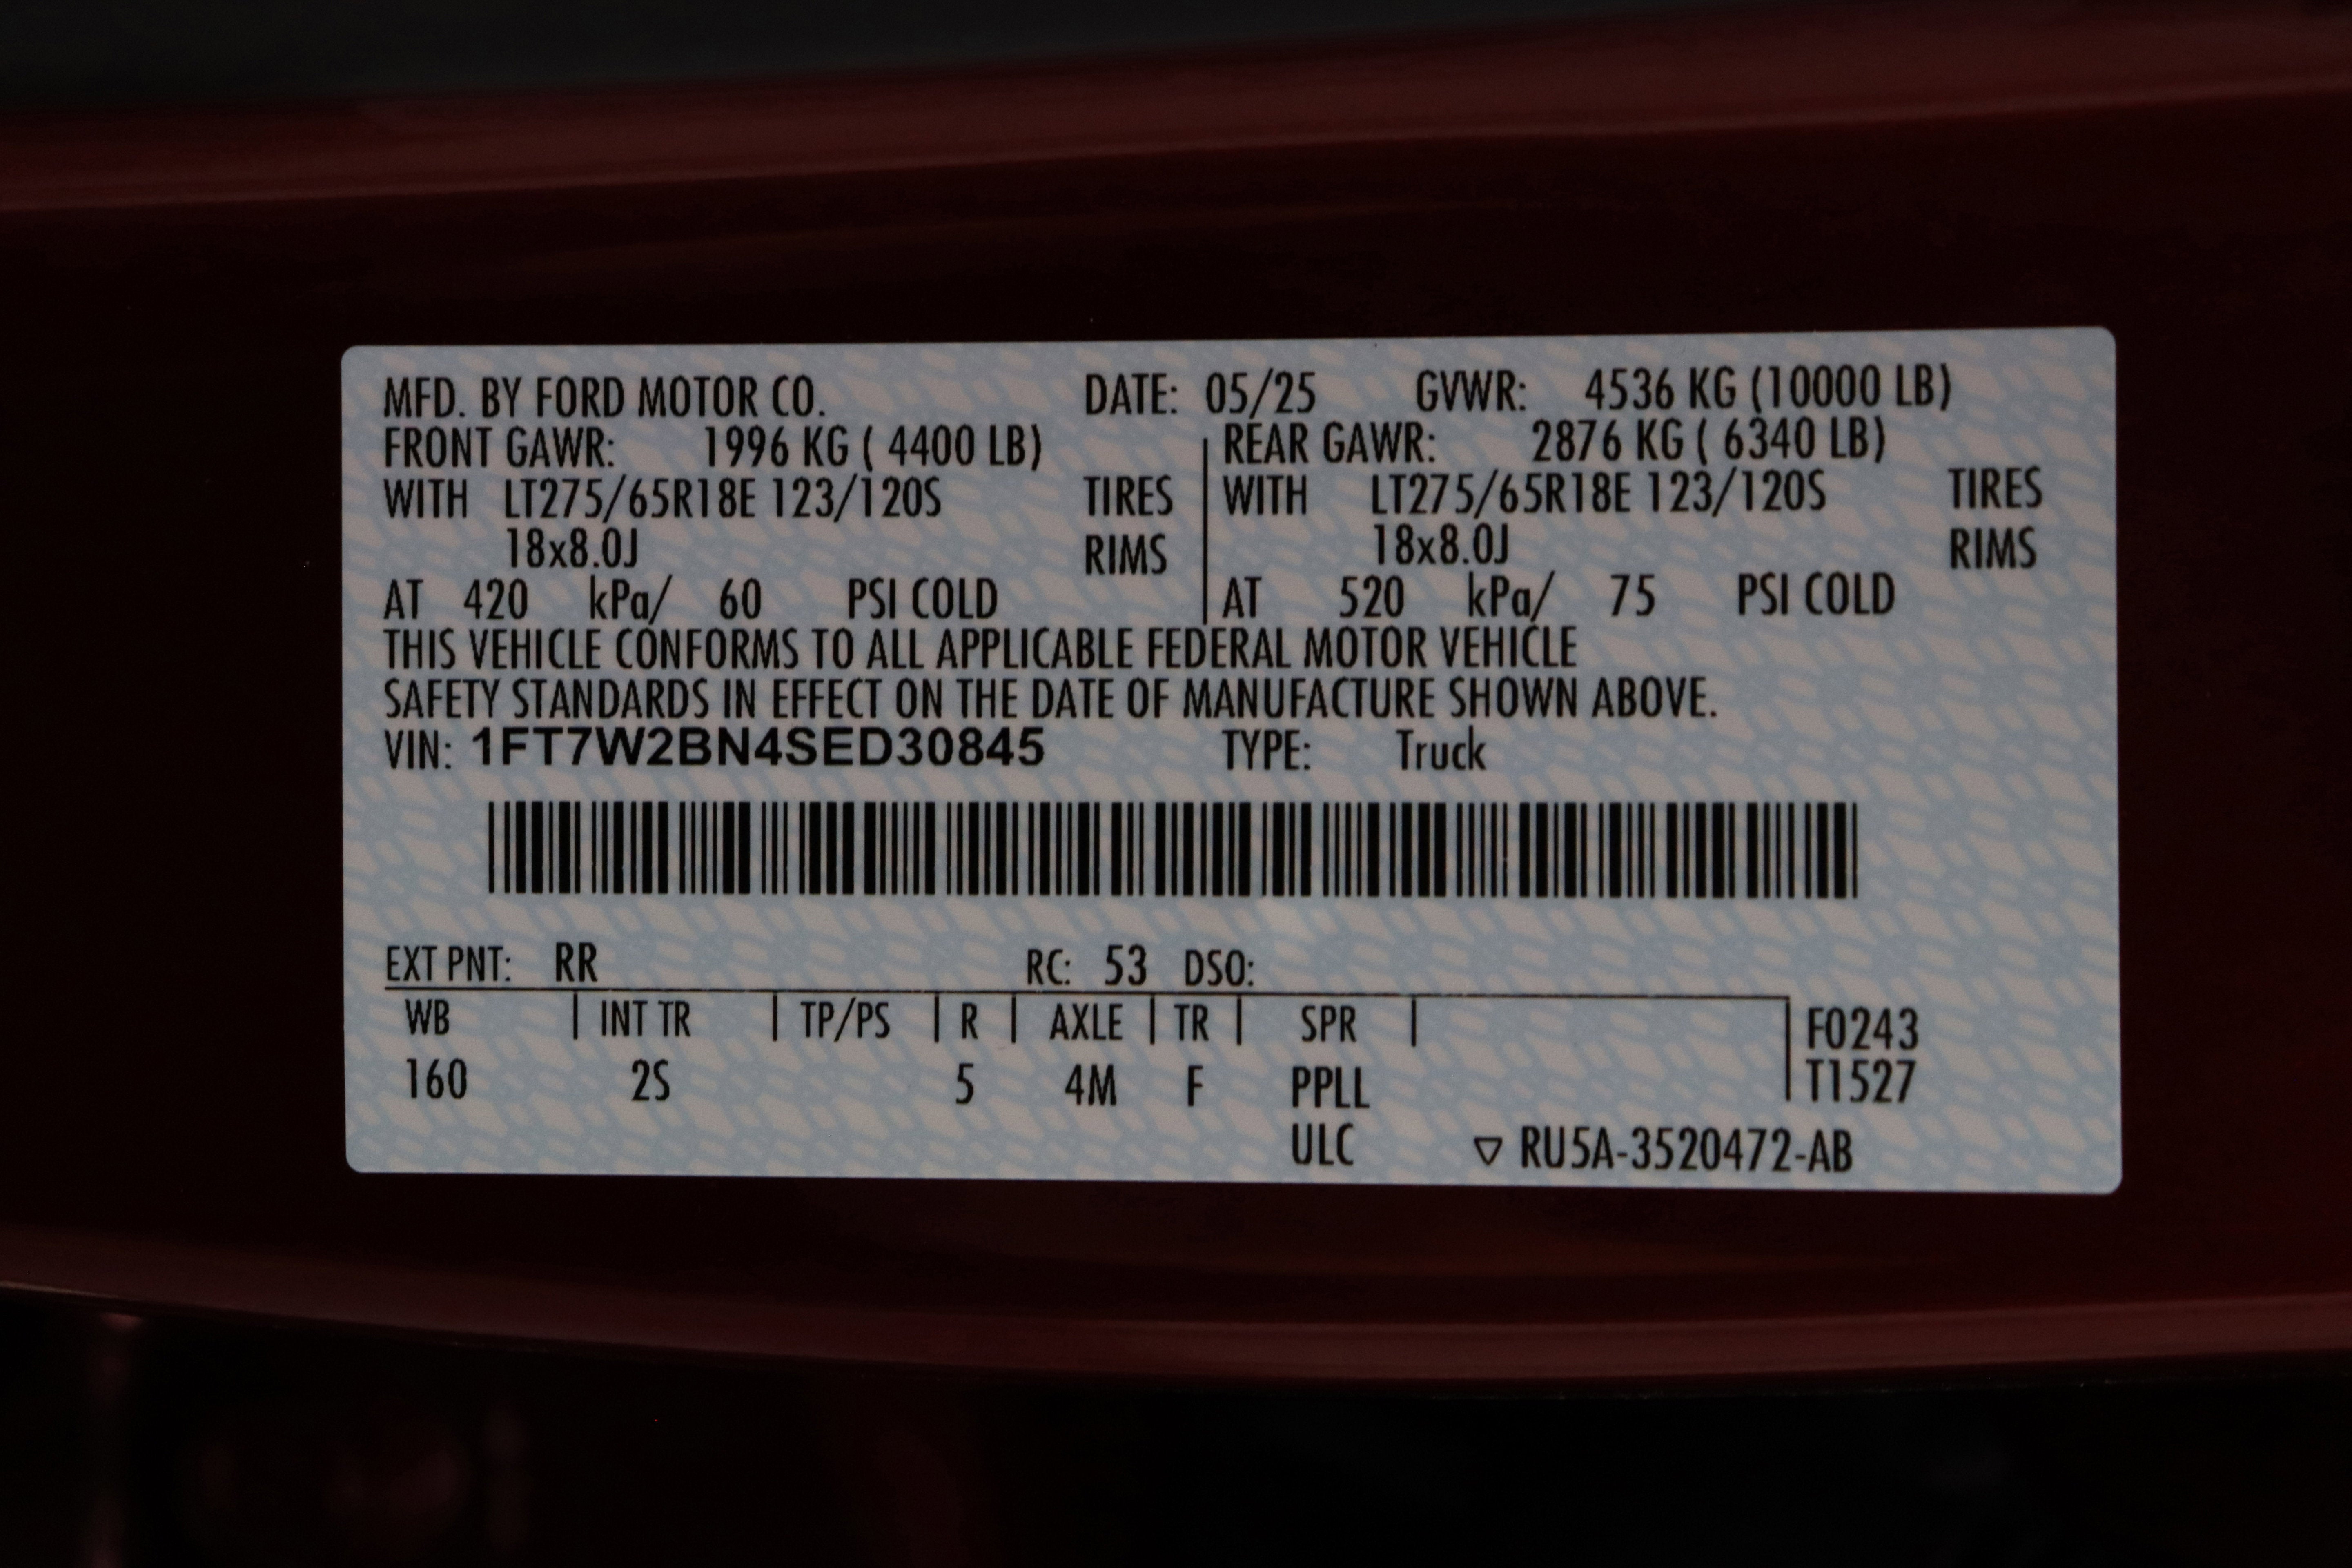 MFD. BY FORD MOTOR CO. DATE: 05/25 GVWR: 4536 KG (10000 LB)
FRONT GAWR: 1996 KG ( 4400 LB) REAR GAWR: 2876 KG ( 6340 LB)
WITH LT275/65R18E 123/120S TIRES WITH LT275/65R18E 123/120S TIRES
18x8.0J RIMS 18x8.0J RIMS
AT 420 kPa/ 60 PSI COLD AT 520 kPa/ 75 PSI COLD
THIS VEHICLE CONFORMS TO ALL APPLICABLE FEDERAL MOTOR VEHICLE
SAFETY STANDARDS IN EFFECT ON THE DATE OF MANUFACTURE SHOWN ABOVE.
VIN: 1FT7W2BN4SED30845 TYPE: Truck
EXT PNT: RR RC: 53 DSO:
WB | INT TR | TP/PS | R | AXLE | TR | SPR | F0243
160 2S 5 4M F PPLL T1527
ULC ▽ RU5A-3520472-AB